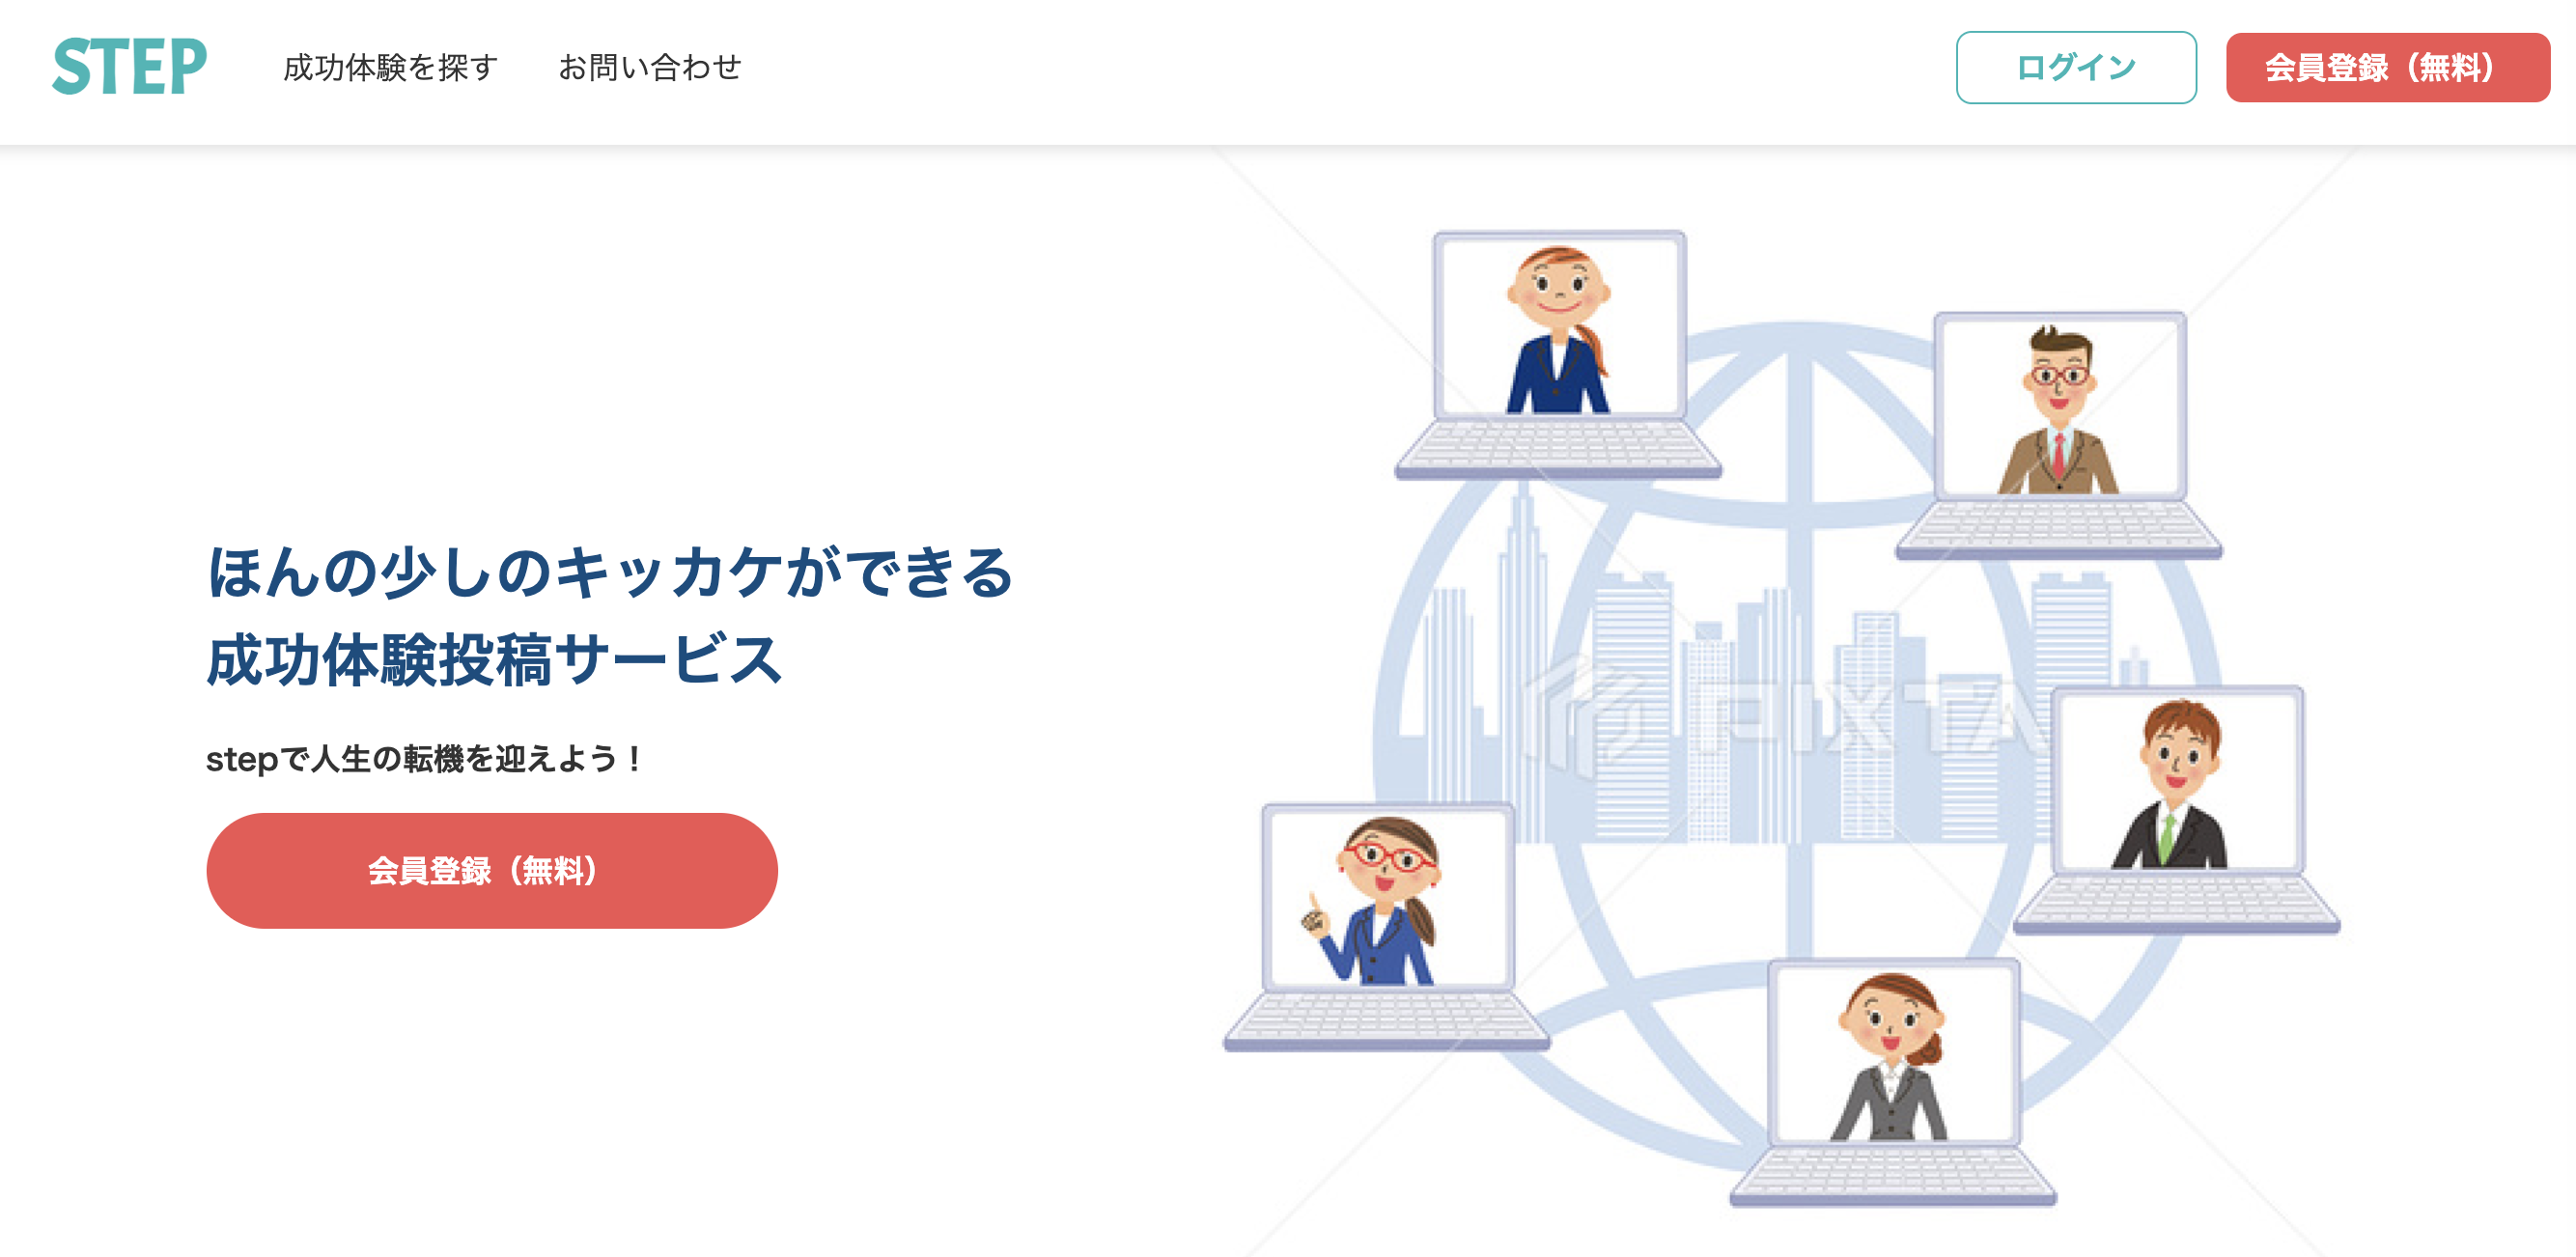 STEP
成功体験を探す
お問い合わせ
ログイン
会員登録（無料）
ほんの少しのキッカケができる
成功体験投稿サービス
stepで人生の転機を迎えよう！
会員登録（無料）
PIXTA